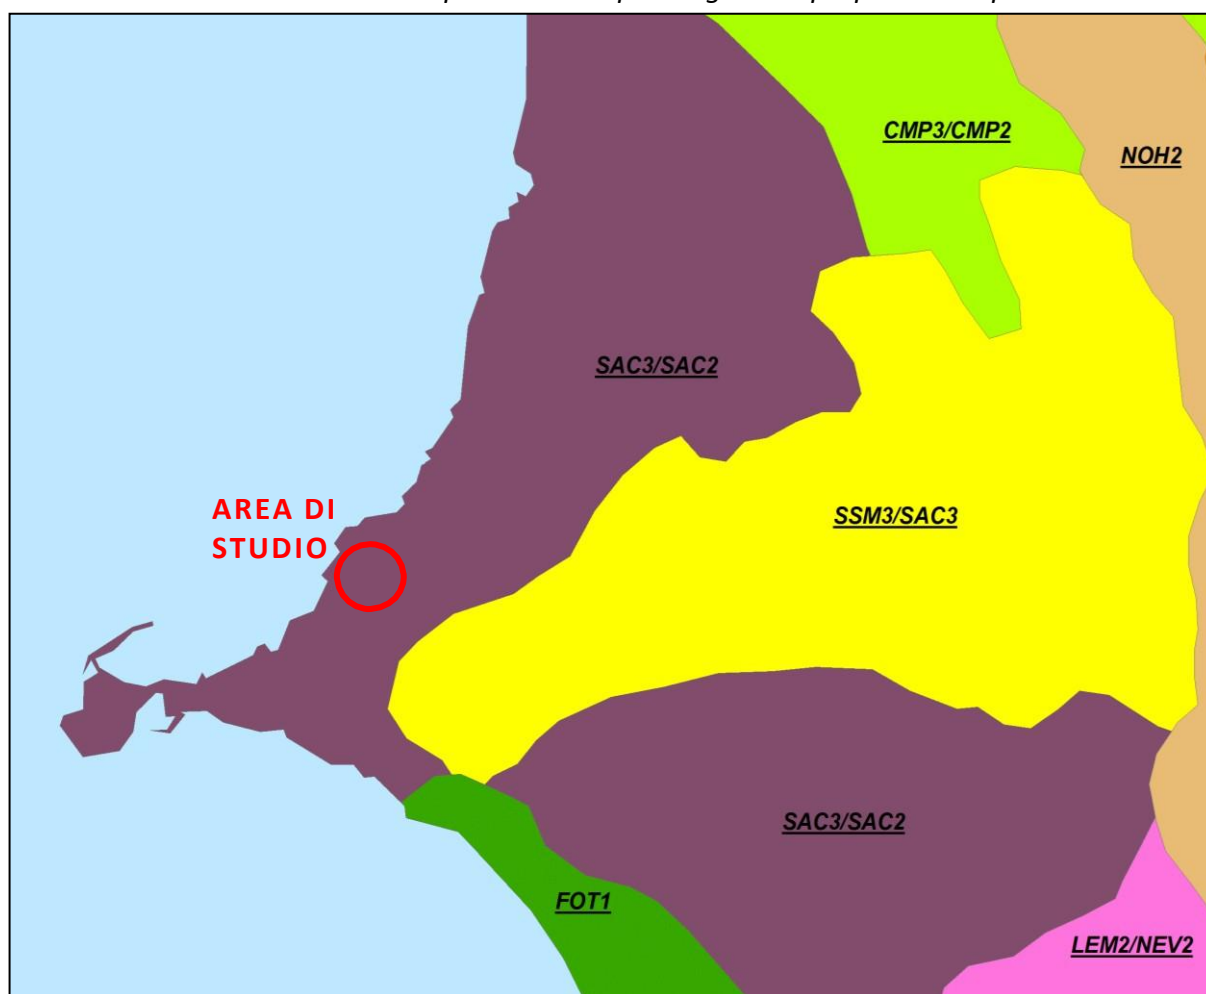 CMP3/CMP2
NOH2
SAC3/SAC2
AREA DI
STUDIO
SSM3/SAC3
SAC3/SAC2
FOT1
LEM2/NEV2